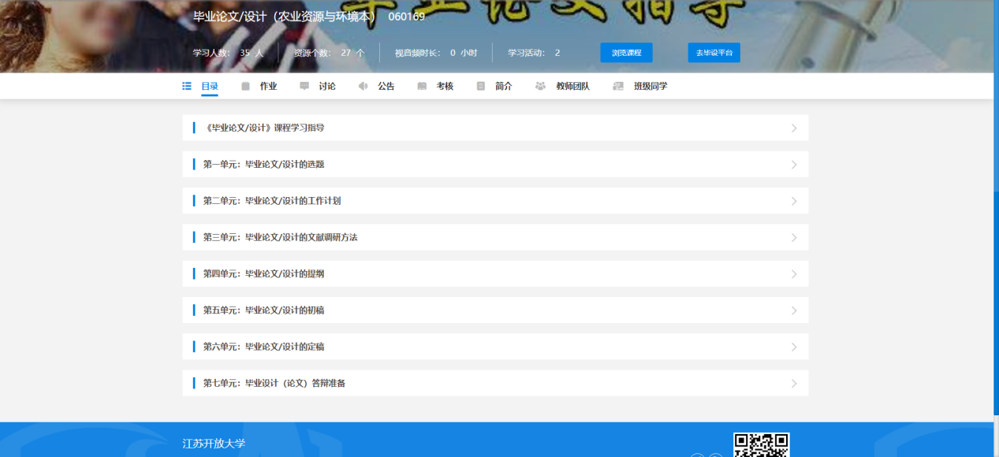 毕业论文指导
毕业论文/设计（农业资源与环境本） 060169
学习人数： 35 人 资源个数： 27 个 视音频时长： 0 小时 学习活动： 2 浏览课程 去毕设平台
目录 作业 讨论 公告 考核 简介 教师团队 班级同学
《毕业论文/设计》课程学习指导
第一单元：毕业论文/设计的选题
第二单元：毕业论文/设计的工作计划
第三单元：毕业论文/设计的文献调研方法
第四单元：毕业论文/设计的提纲
第五单元：毕业论文/设计的初稿
第六单元：毕业论文/设计的定稿
第七单元：毕业设计（论文）答辩准备
江苏开放大学